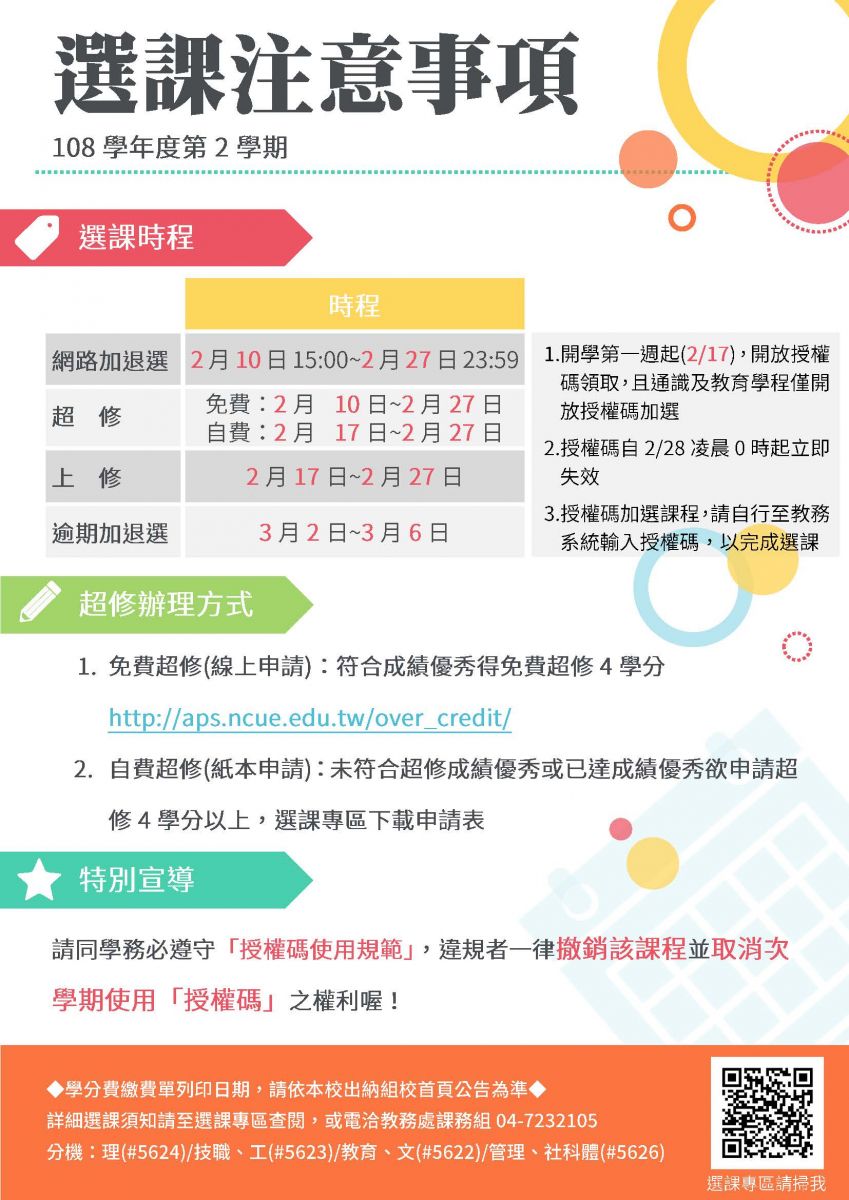 選課注意事項
108 學年度第 2 學期
選課時程
時程
網路加退選 2 月 10 日 15:00~2 月 27 日 23:59
超 修 免費：2 月 10 日~2 月 27 日
自費：2 月 17 日~2 月 27 日
上 修 2 月 17 日~2 月 27 日
逾期加退選 3 月 2 日~3 月 6 日
1.開學第一週起(2/17)，開放授權
碼領取，且通識及教育學程僅開
放授權碼加選
2.授權碼自 2/28 凌晨 0 時起立即
失效
3.授權碼加選課程，請自行至教務
系統輸入授權碼，以完成選課
超修辦理方式
1. 免費超修(線上申請)：符合成績優秀得免費超修 4 學分
http://aps.ncue.edu.tw/over_credit/
2. 自費超修(紙本申請)：未符合超修成績優秀或已達成績優秀欲申請超
修 4 學分以上，選課專區下載申請表
特別宣導
請同學務必遵守「授權碼使用規範」，違規者一律撤銷該課程並取消次
學期使用「授權碼」之權利喔！
◆學分費繳費單列印日期，請依本校出納組校首頁公告為準◆
詳細選課須知請至選課專區查閱，或電洽教務處課務組 04-7232105
分機：理(#5624)/技職、工(#5623)/教育、文(#5622)/管理、社科體(#5626)
選課專區請掃我